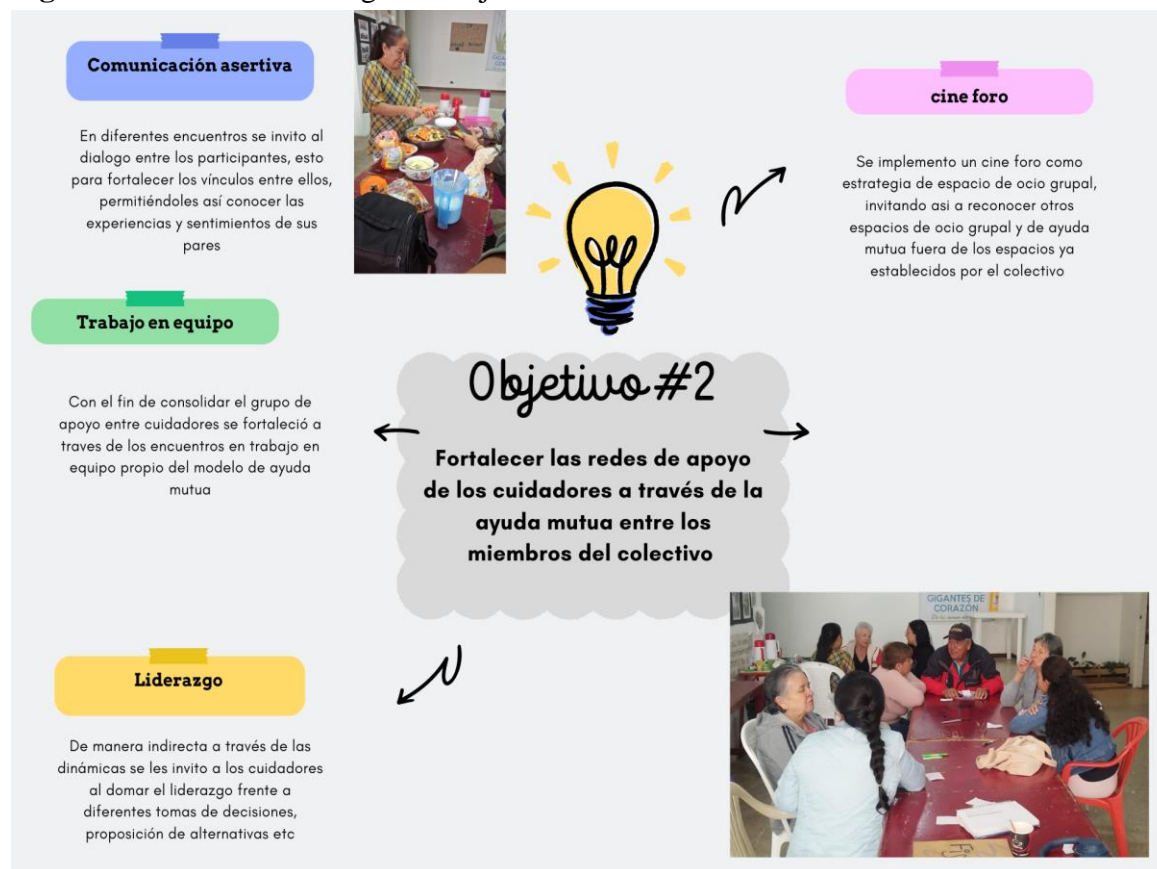 Comunicación asertiva
En diferentes encuentros se invito al
dialogo entre los participantes, esto
para fortalecer los vínculos entre ellos,
permitiéndoles así conocer las
experiencias y sentimientos de sus
pares
cine foro
Se implemento un cine foro como
estrategia de espacio de ocio grupal,
invitando asi a reconocer otros
espacios de ocio grupal y de ayuda
mutua fuera de los espacios ya
establecidos por el colectivo
Trabajo en equipo
Con el fin de consolidar el grupo de
apoyo entre cuidadores se fortaleció a
traves de los encuentros en trabajo en
equipo propio del modelo de ayuda
mutua
Objetivo #2
Fortalecer las redes de apoyo
de los cuidadores a través de la
ayuda mutua entre los
miembros del colectivo
Liderazgo
De manera indirecta a través de las
dinámicas se les invito a los cuidadores
al domar el liderazgo frente a
diferentes tomas de decisiones,
proposición de alternativas etc
GIGANTES DE
CORAZÓN